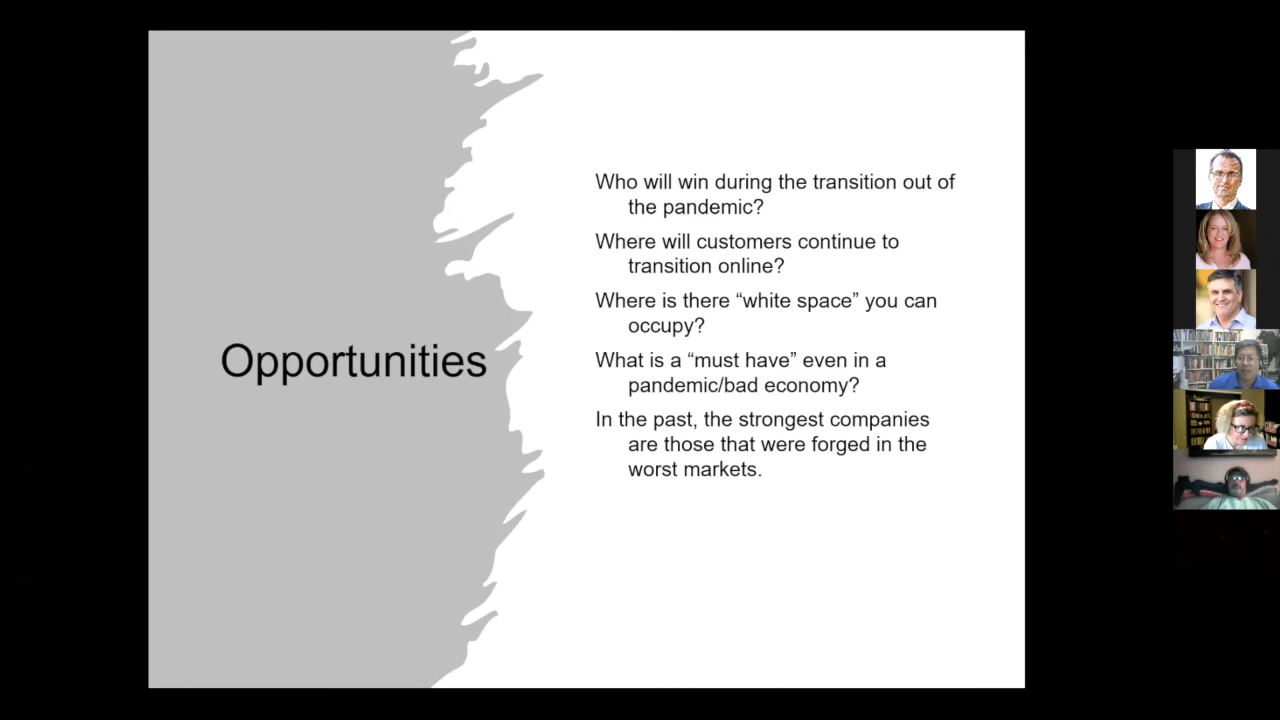 Opportunities
Who will win during the transition out of
the pandemic?
Where will customers continue to
transition online?
Where is there “white space” you can
occupy?
What is a “must have” even in a
pandemic/bad economy?
In the past, the strongest companies
are those that were forged in the
worst markets.